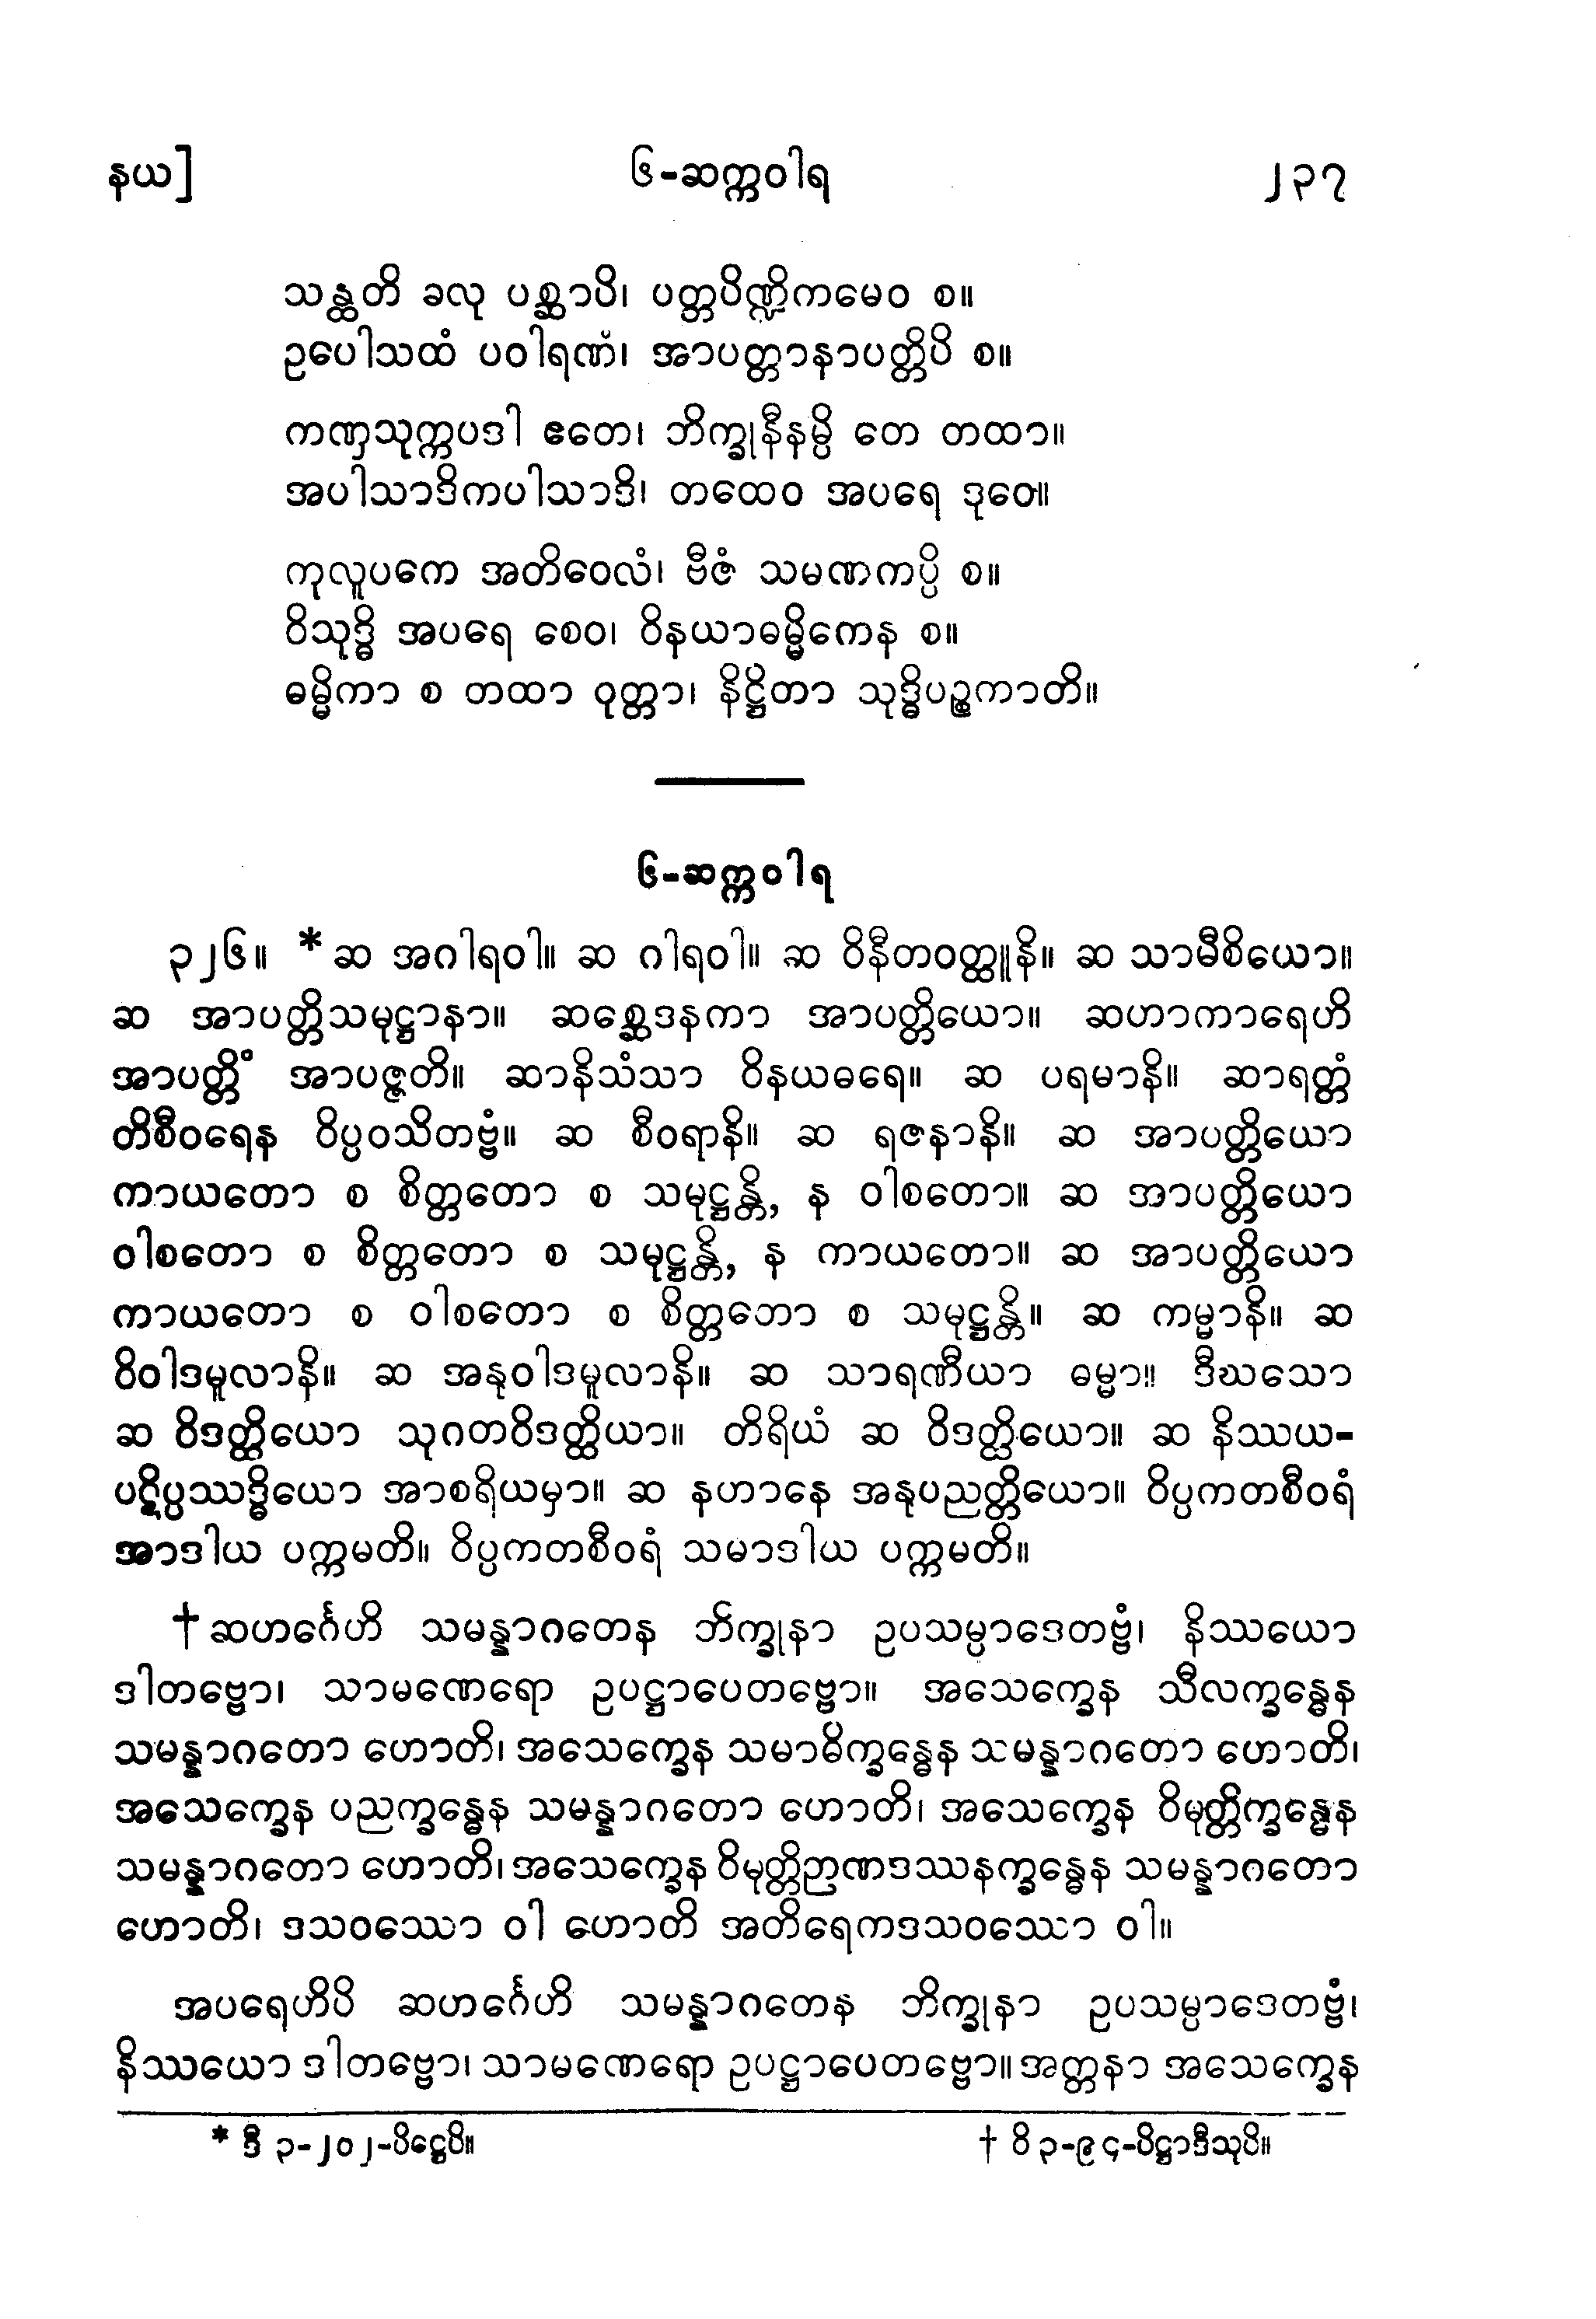 နယ]
၆-ဆက္ကဝါရ
၂၃၇
သန္ထတိ ခလု ပစ္ဆာပိ၊ ပတ္တပိဏ္ဍိကမေဝ စ။
ဥပေါသထံ ပဝါရဏံ၊ အာပတ္တာနာပတ္တိပိ စ။
ကဏှသုက္ကပဒါ ဧတေ၊ ဘိက္ခုနီနမ္ပိ တေ တထာ။
အပါသာဒိကပါသာဒိ၊ တထေဝ အပရေ ဒုဝေ။
ကုလူပကေ အတိဝေလံ၊ ဗီဇံ သမဏကပ္ပိ စ။
ဝိသုဒ္ဓိ အပရေ စေဝ၊ ဝိနယာဓမ္မိကေန စ။
ဓမ္မိကာ စ တထာ ဝုတ္တာ၊ နိဋ္ဌိတာ သုဒ္ဓိပဉ္စကာတိ။
၆-ဆက္ကဝါရ
၃၂၆။ *ဆ အဂါရဝါ။ ဆ ဂါရဝါ။ ဆ ဝိနီတဝတ္ထူနိ။ ဆ သာမီစိယော။
ဆ အာပတ္တိသမုဋ္ဌာနာ။ ဆစ္ဆေဒနကာ အာပတ္တိယော။ ဆဟာကာရေဟိ
အာပတ္တိံ အာပဇ္ဇတိ။ ဆာနိသံသာ ဝိနယဓရေ။ ဆ ပရမာနိ။ ဆာရတ္တံ
တိစီဝရေန ဝိပ္ပဝသိတဗ္ဗံ။ ဆ စီဝရာနိ။ ဆ ရဇနာနိ။ ဆ အာပတ္တိယော
ကာယတော စ စိတ္တတော စ သမုဋ္ဌန္တိ, န ဝါစတော။ ဆ အာပတ္တိယော
ဝါစတော စ စိတ္တတော စ သမုဋ္ဌန္တိ, န ကာယတော။ ဆ အာပတ္တိယော
ကာယတော စ ဝါစတော စ စိတ္တဘော စ သမုဋ္ဌန္တိ။ ဆ ကမ္မာနိ။ ဆ
ဝိဝါဒမူလာနိ။ ဆ အနုဝါဒမူလာနိ။ ဆ သာရဏီယာ ဓမ္မာ။ ဒီဃသော
ဆ ဝိဒတ္ထိယော သုဂတဝိဒတ္ထိယာ။ တိရိယံ ဆ ဝိဒတ္ထိယော။ ဆ နိဿယ-
ပဋိပ္ပဿဒ္ဓိယော အာစရိယမှာ။ ဆ နဟာနေ အနုပညတ္တိယော။ ဝိပ္ပကတစီဝရံ
အာဒါယ ပက္ကမတိ။ ဝိပ္ပကတစီဝရံ သမာဒါယ ပက္ကမတိ။
†ဆဟင်္ဂေဟိ သမန္နာဂတေန ဘိက္ခုနာ ဥပသမ္ပာဒေတဗ္ဗံ၊ နိဿယော
ဒါတဗ္ဗော၊ သာမဏေရော ဥပဋ္ဌာပေတဗ္ဗော။ အသေက္ခေန သီလက္ခန္ဓေန
သမန္နာဂတော ဟောတိ၊ အသေက္ခေန သမာဓိက္ခန္ဓေန သမန္နာဂတော ဟောတိ၊
အသေက္ခေန ပညက္ခန္ဓေန သမန္နာဂတော ဟောတိ၊ အသေက္ခေန ဝိမုတ္တိက္ခန္ဓေန
သမန္နာဂတော ဟောတိ၊ အသေက္ခေန ဝိမုတ္တိဉာဏဒဿနက္ခန္ဓေန သမန္နာဂတော
ဟောတိ၊ ဒသဝဿော ဝါ ဟောတိ အတိရေကဒသဝဿော ဝါ။
အပရေဟိပိ ဆဟင်္ဂေဟိ သမန္နာဂတေန ဘိက္ခုနာ ဥပသမ္ပာဒေတဗ္ဗံ၊
နိဿယော ဒါတဗ္ဗော၊ သာမဏေရော ဥပဋ္ဌာပေတဗ္ဗော။ အတ္တနာ အသေက္ခေန
* ဒီ ၃-၂၀၂-ပိဋ္ဌေပိ။
† ဝိ ၃-၉၄-ပိဋ္ဌာဒီသုပိ။